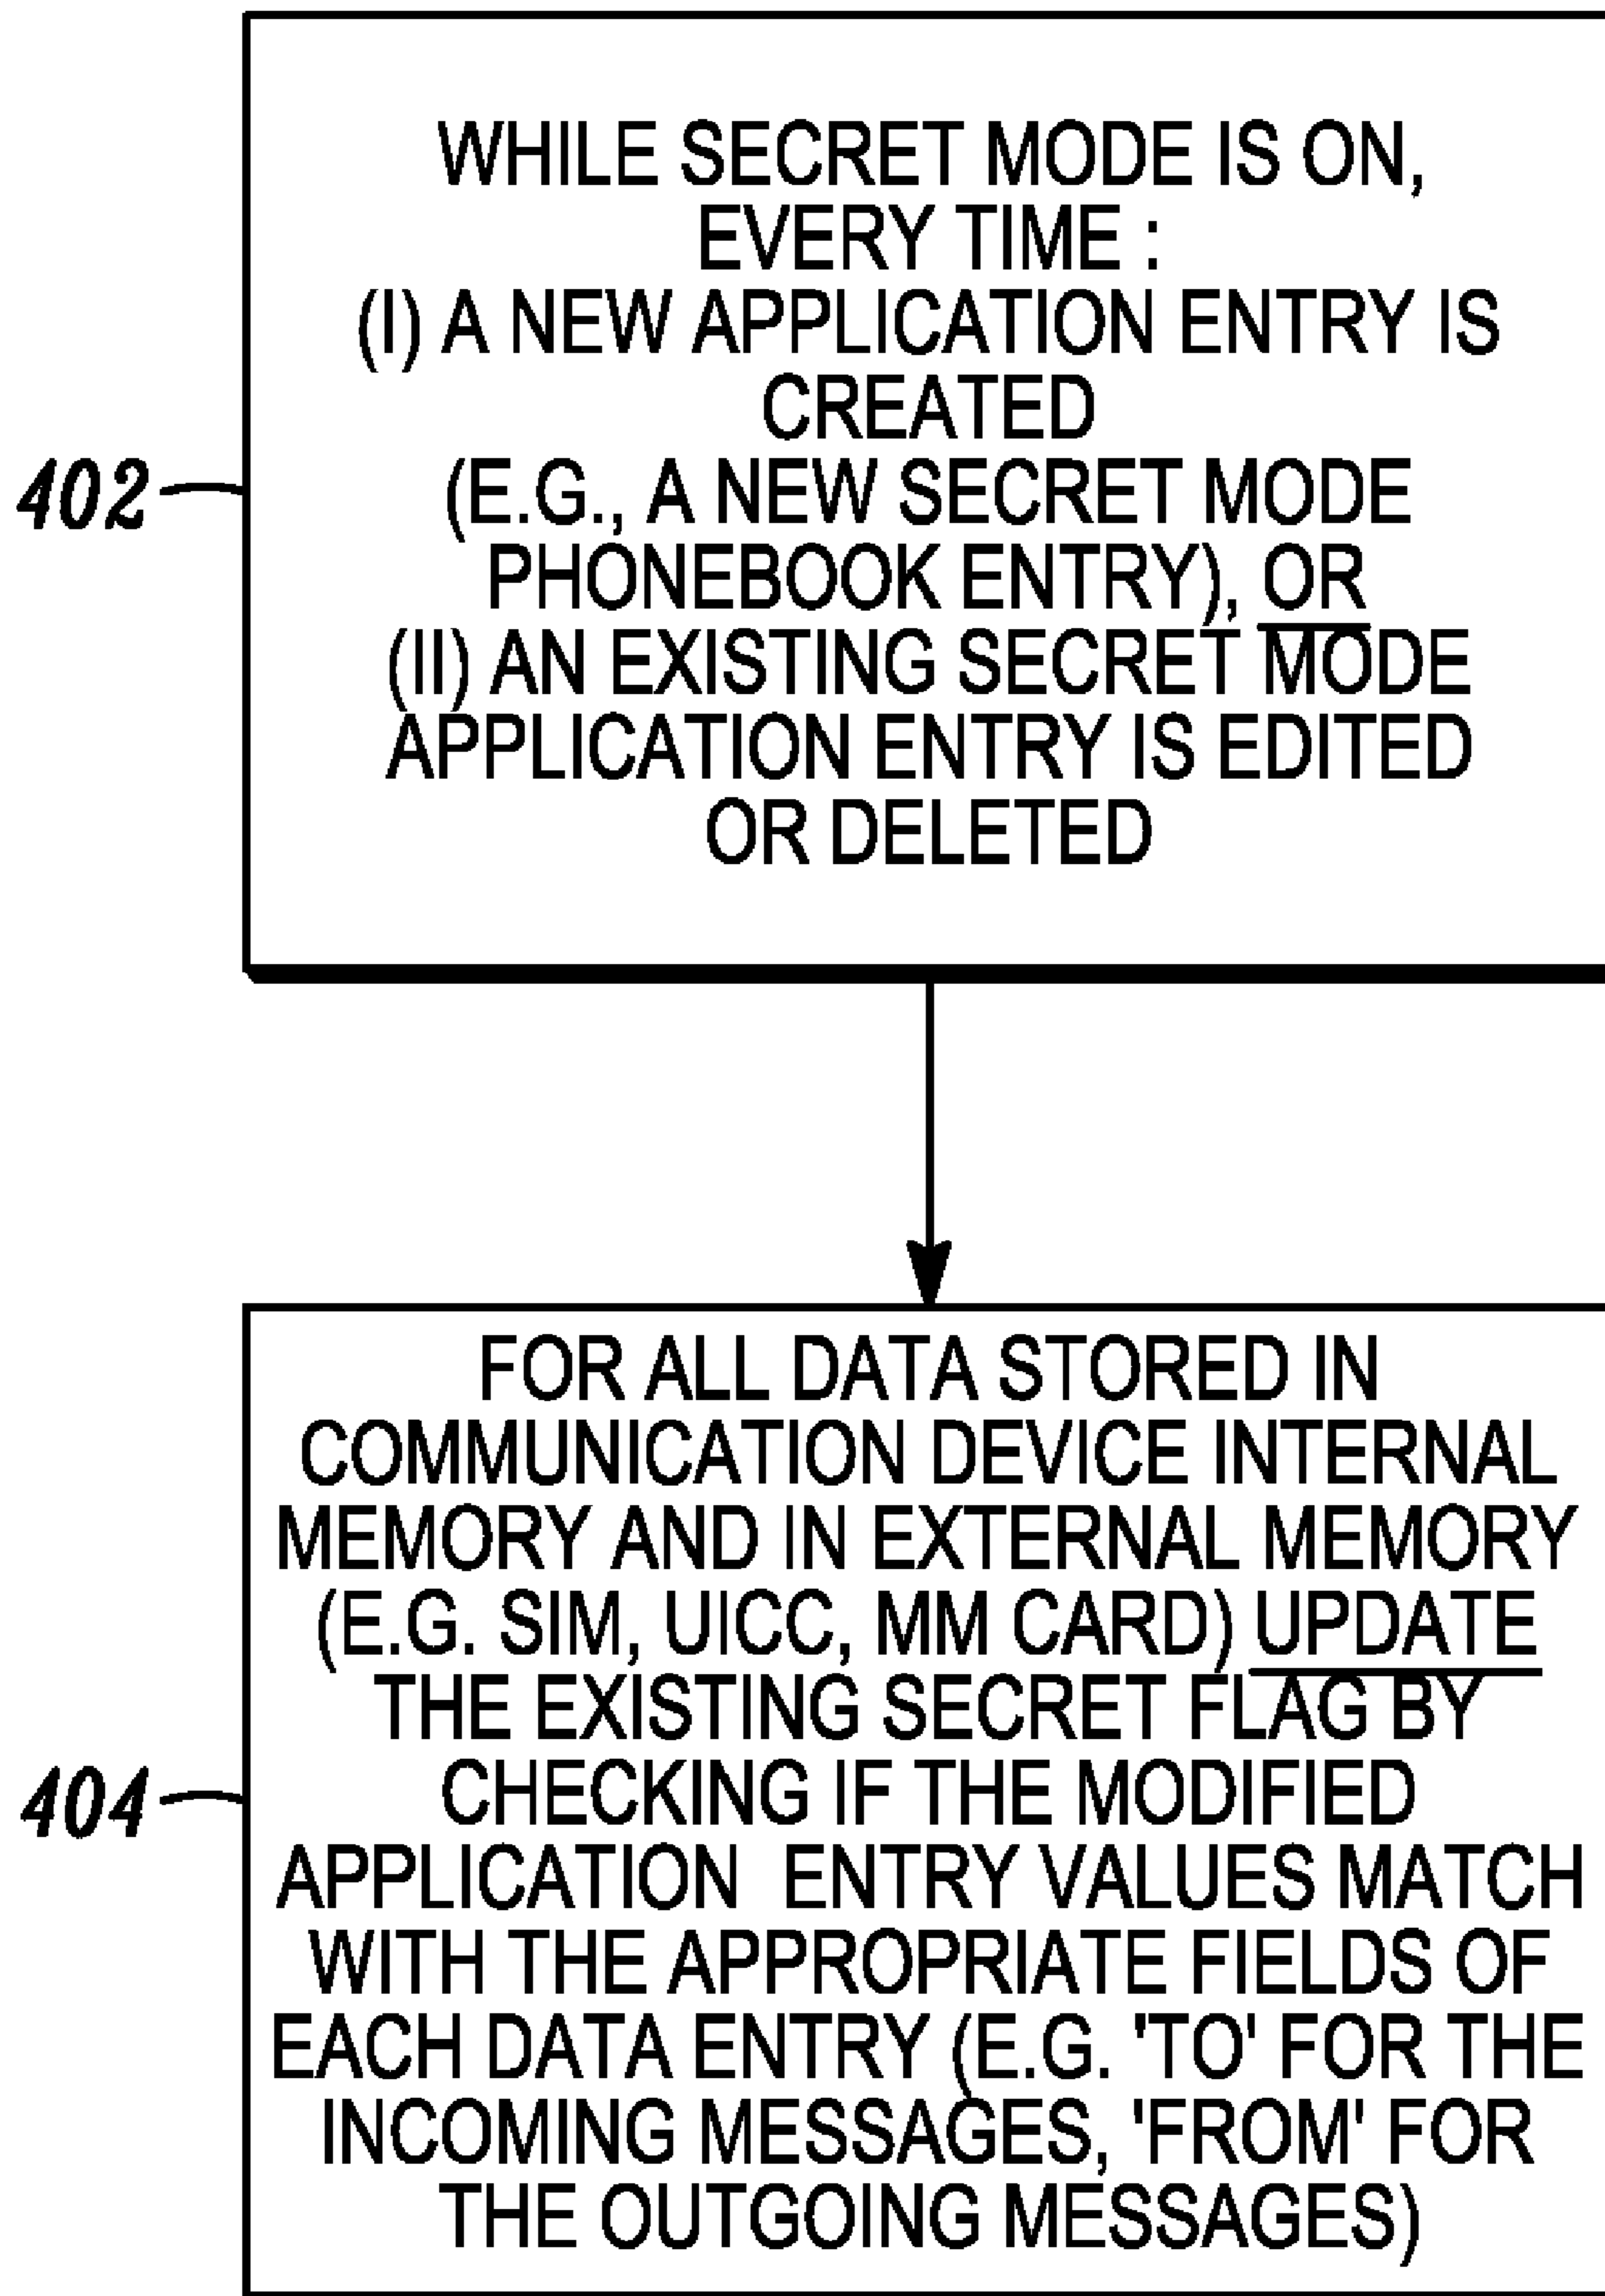 WHILE SECRET MODE IS ON,
EVERY TIME :
(I) A NEW APPLICATION ENTRY IS
CREATED
(E.G., A NEW SECRET MODE
402
PHONEBOOK ENTRY), OR
(II) AN EXISTING SECRET MODE
APPLICATION ENTRY IS EDITED
OR DELETED
FOR ALL DATA STORED IN
COMMUNICATION DEVICE INTERNAL
MEMORY AND IN EXTERNAL MEMORY
(E.G. SIM, UICC, MM CARD) UPDATE
THE EXISTING SECRET FLAG BY
CHECKING IF THE MODIFIED
404
APPLICATION  ENTRY VALUES MATCH
WITH THE APPROPRIATE FIELDS OF
EACH DATA ENTRY (E.G. 'TO' FOR THE
INCOMING MESSAGES, 'FROM' FOR
THE OUTGOING MESSAGES)